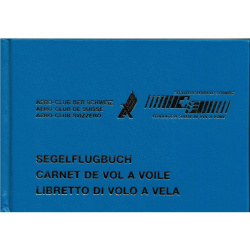 AERO-CLUB DER SCHWEIZ
AERO-CLUB DE SUISSE
AERO-CLUB SVIZZERO
SEGELFLUGBUCH
CARNET DE VOL A VOILE
LIBRETTO DI VOLO A VELA